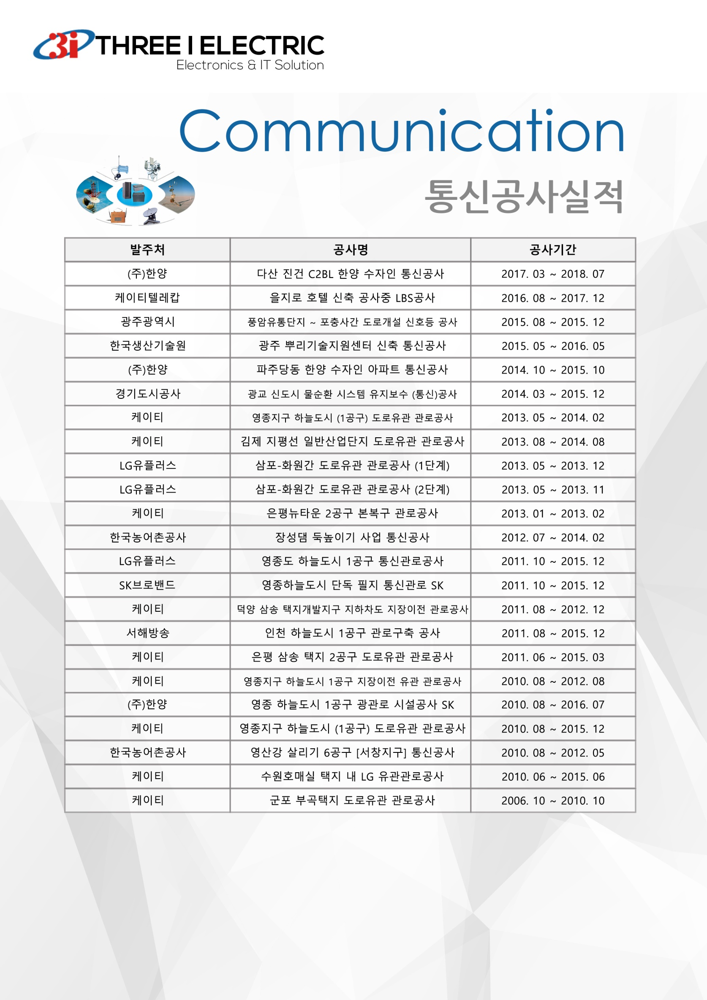 3i THREE I ELECTRIC
Electronics & IT Solution
Communication
통신공사실적
발주처 공사명 공사기간
(주)한양 다산 진건 C2BL 한양 수자인 통신공사 2017. 03 ~ 2018. 07
케이티텔레캅 을지로 호텔 신축 공사중 LBS공사 2016. 08 ~ 2017. 12
광주광역시 풍암유통단지 ~ 포충사간 도로개설 신호등 공사 2015. 08 ~ 2015. 12
한국생산기술원 광주 뿌리기술지원센터 신축 통신공사 2015. 05 ~ 2016. 05
(주)한양 파주당동 한양 수자인 아파트 통신공사 2014. 10 ~ 2015. 10
경기도시공사 광교 신도시 물순환 시스템 유지보수 (통신)공사 2014. 03 ~ 2015. 12
케이티 영종지구 하늘도시 (1공구) 도로유관 관로공사 2013. 05 ~ 2014. 02
케이티 김제 지평선 일반산업단지 도로유관 관로공사 2013. 08 ~ 2014. 08
LG유플러스 삼포-화원간 도로유관 관로공사 (1단계) 2013. 05 ~ 2013. 12
LG유플러스 삼포-화원간 도로유관 관로공사 (2단계) 2013. 05 ~ 2013. 11
케이티 은평뉴타운 2공구 본복구 관로공사 2013. 01 ~ 2013. 02
한국농어촌공사 장성댐 둑높이기 사업 통신공사 2012. 07 ~ 2014. 02
LG유플러스 영종도 하늘도시 1공구 통신관로공사 2011. 10 ~ 2015. 12
SK브로밴드 영종하늘도시 단독 필지 통신관로 SK 2011. 10 ~ 2015. 12
케이티 덕양 삼송 택지개발지구 지하차도 지장이전 관로공사 2011. 08 ~ 2012. 12
서해방송 인천 하늘도시 1공구 관로구축 공사 2011. 08 ~ 2015. 12
케이티 은평 삼송 택지 2공구 도로유관 관로공사 2011. 06 ~ 2015. 03
케이티 영종지구 하늘도시 1공구 지장이전 유관 관로공사 2010. 08 ~ 2012. 08
(주)한양 영종 하늘도시 1공구 광관로 시설공사 SK 2010. 08 ~ 2016. 07
케이티 영종지구 하늘도시 (1공구) 도로유관 관로공사 2010. 08 ~ 2015. 12
한국농어촌공사 영산강 살리기 6공구 [서창지구] 통신공사 2010. 08 ~ 2012. 05
케이티 수원호매실 택지 내 LG 유관관로공사 2010. 06 ~ 2015. 06
케이티 군포 부곡택지 도로유관 관로공사 2006. 10 ~ 2010. 10